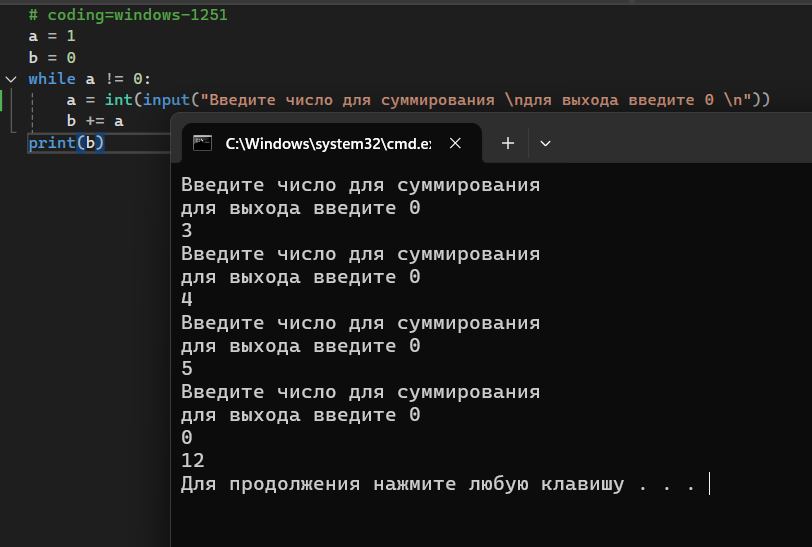 # coding=windows-1251
a = 1
b = 0
while a != 0:
    a = int(input("Введите число для суммирования \nдля выхода введите 0 \n"))
    b += a
print(b)
C:\Windows\system32\cmd.e
Введите число для суммирования
для выхода введите 0
3
Введите число для суммирования
для выхода введите 0
4
Введите число для суммирования
для выхода введите 0
5
Введите число для суммирования
для выхода введите 0
0
12
Для продолжения нажмите любую клавишу . . .